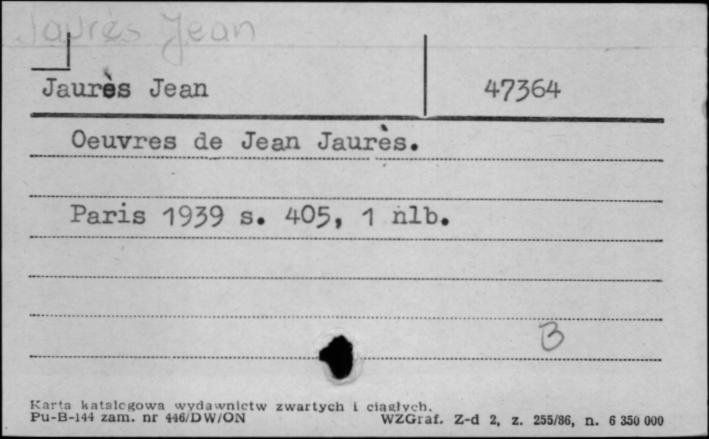 Jaurès Jean
Jaurès Jean 47364
Oeuvres de Jean Jaurès.
Paris 1939 s. 405, 1 nlb.
B
Karta katalogowa wydawnictw zwartych i ciągłych.
Pu-B-144 zam. nr 446/DW/ON WZGraf. Z-d 2, z. 255/86, n. 6 350 000